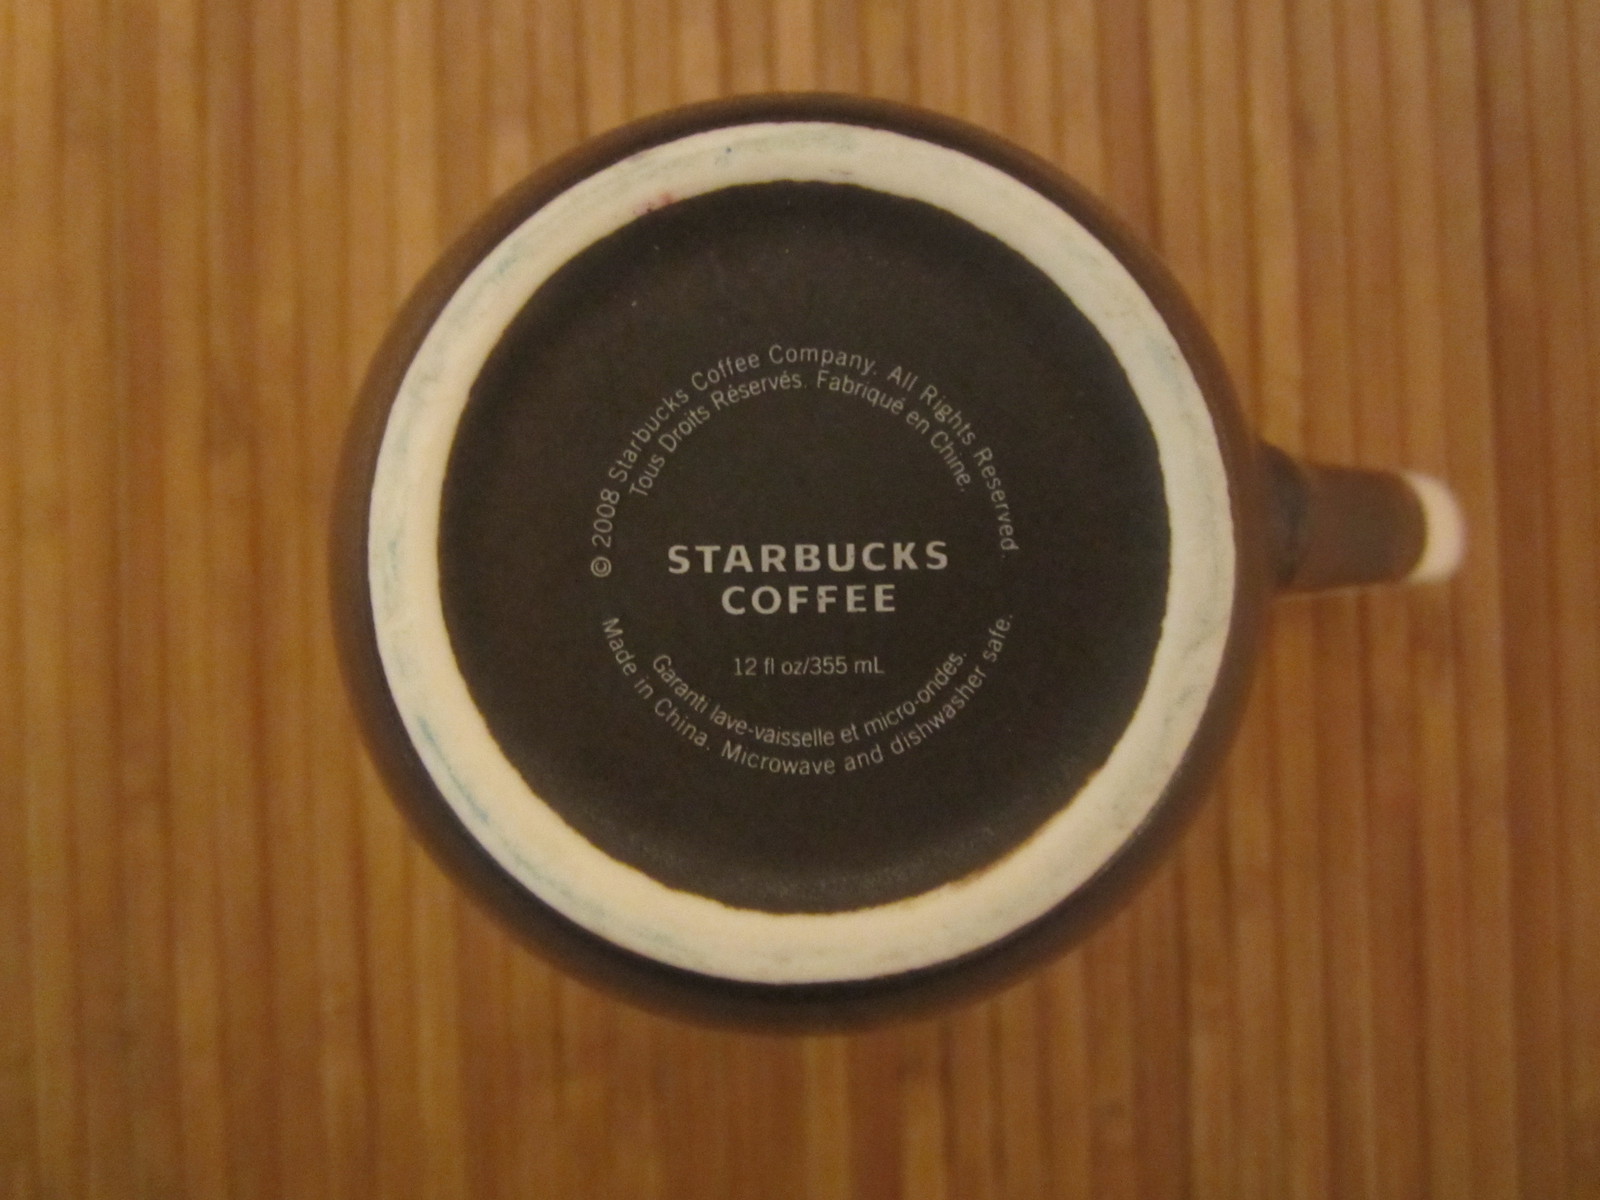 © 2008 Starbucks Coffee Company. All Rights Reserved.
Tous Droits Réservés. Fabriqué en Chine.
STARBUCKS
COFFEE
12 fl oz/355 mL
Garanti lave-vaisselle et micro-ondes.
Made in China. Microwave and dishwasher safe.